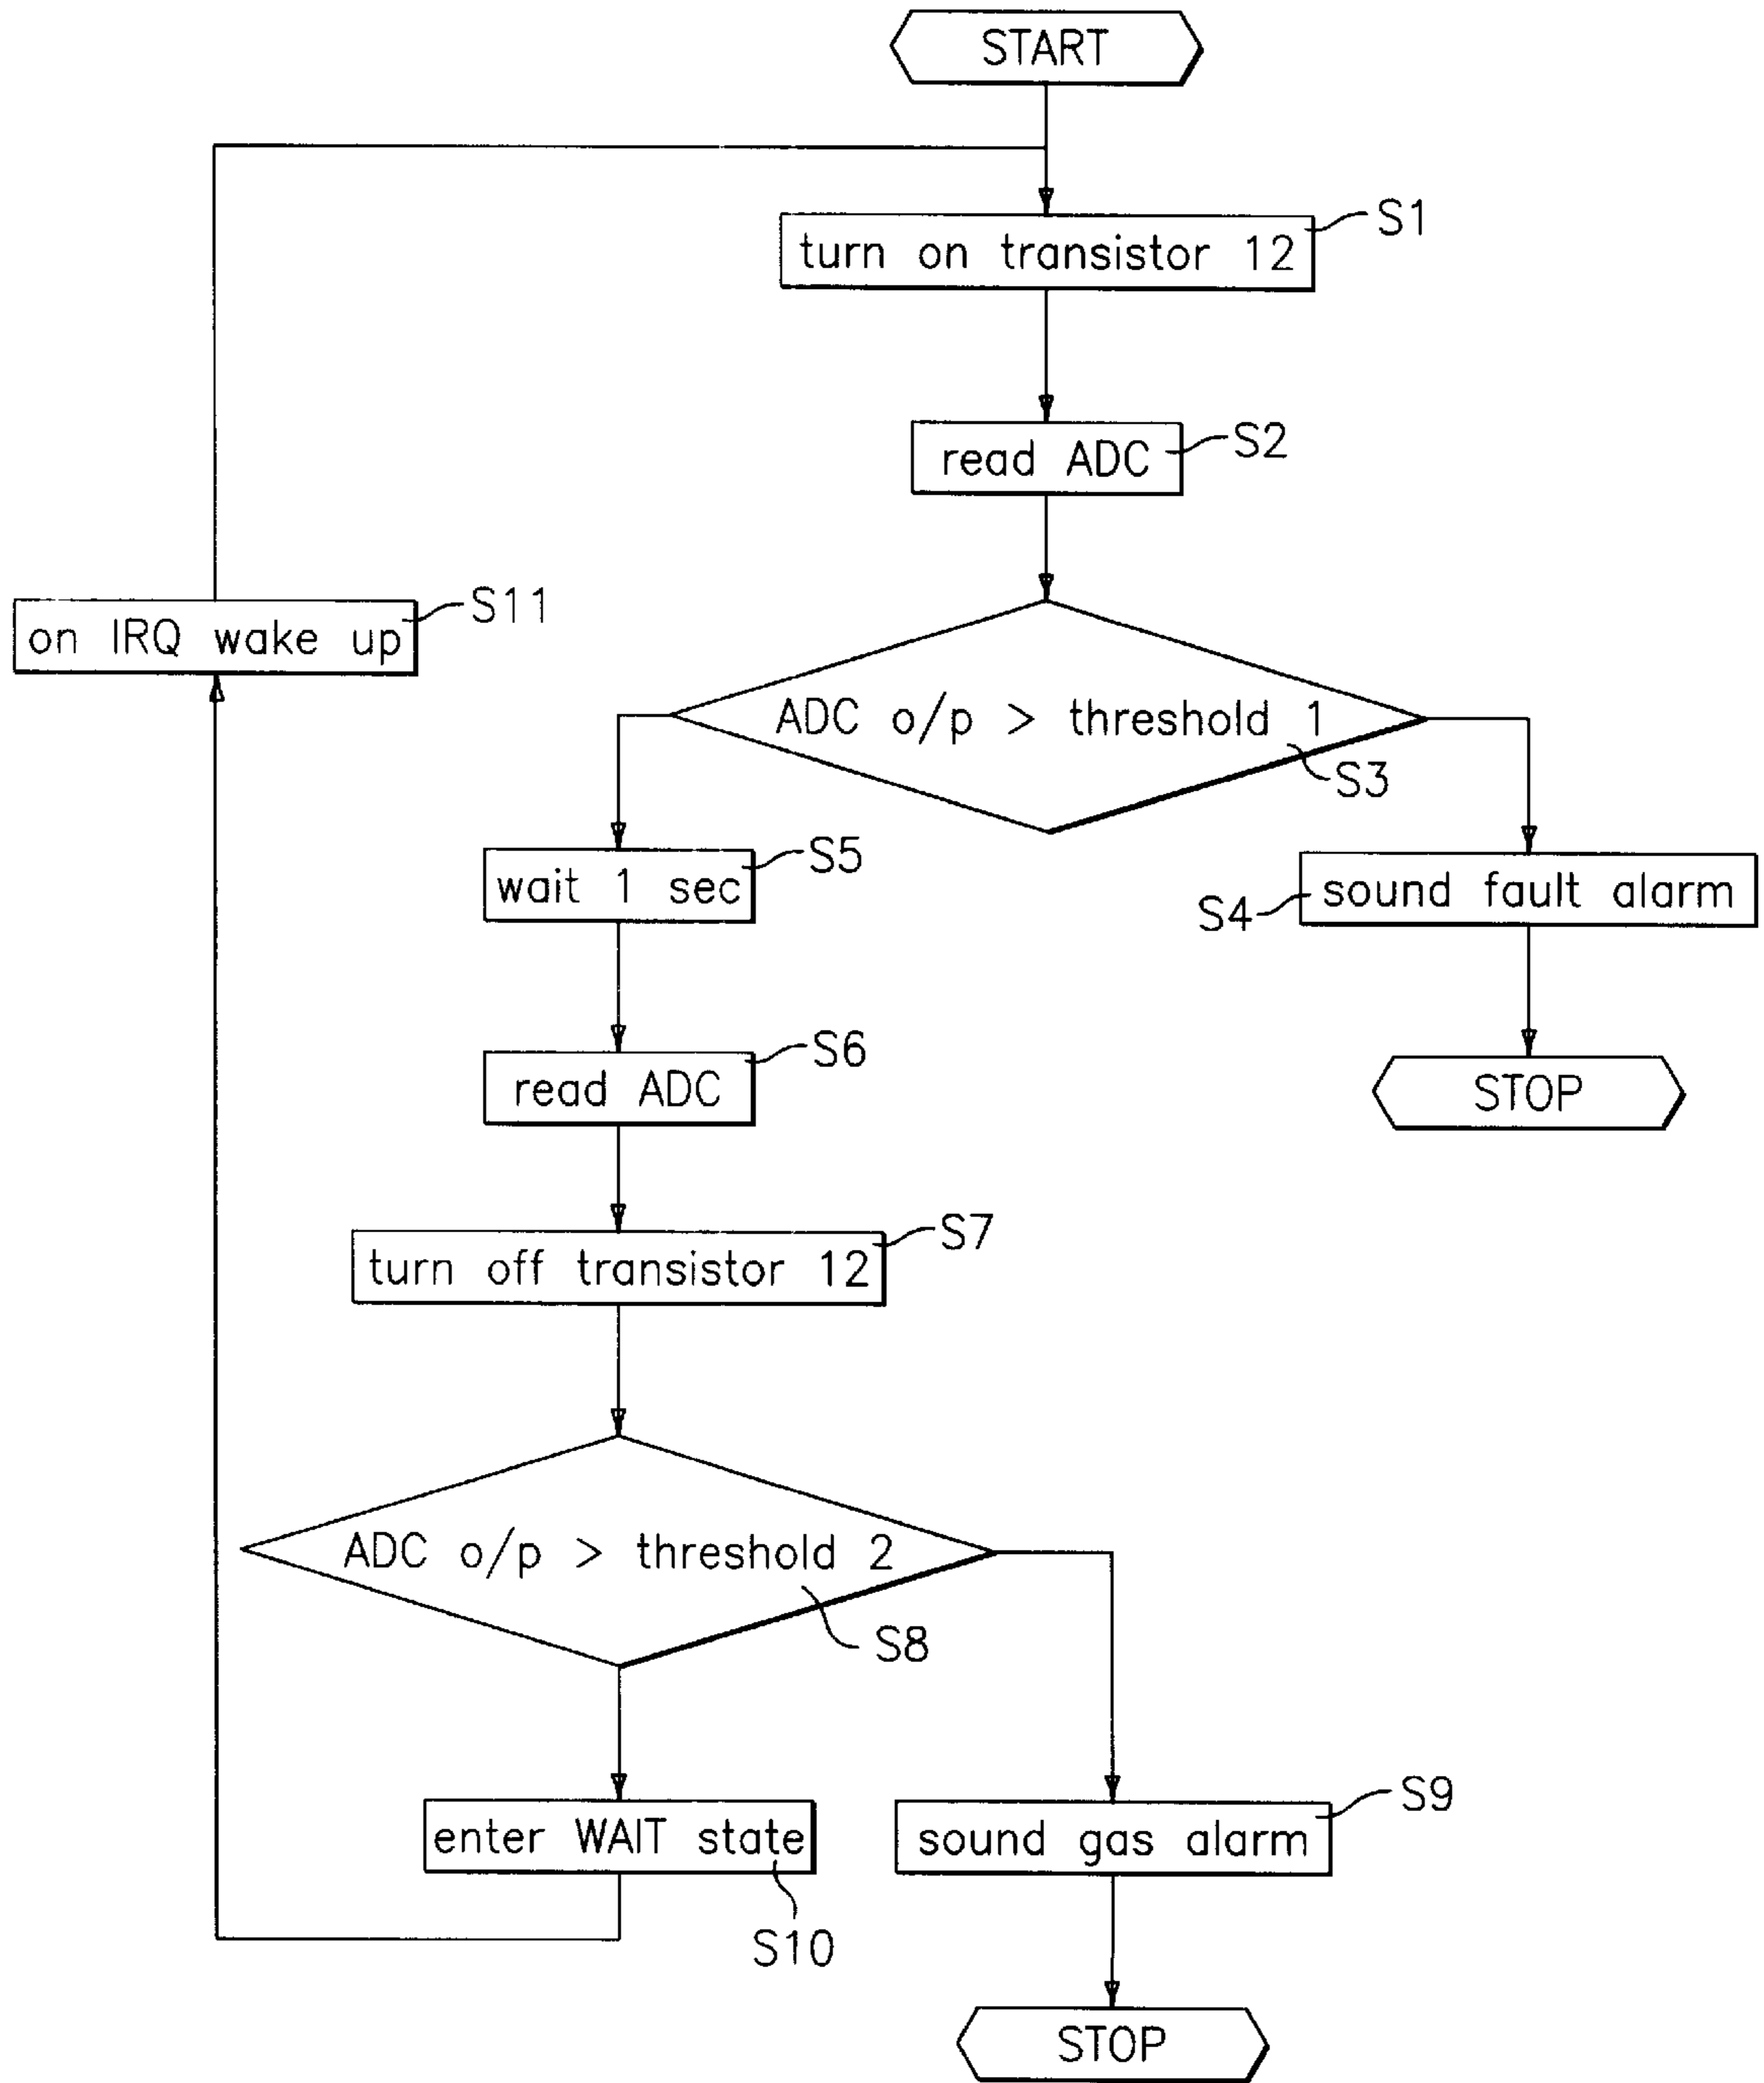 START
turn on transistor 12
S1
read ADC
S2
on IRQ wake up
S11
ADC o/p > threshold 1
S3
wait 1 sec
S5
sound fault alarm
S4
read ADC
S6
STOP
turn off transistor 12
S7
ADC o/p > threshold 2
S8
enter WAIT state
S10
sound gas alarm
S9
STOP